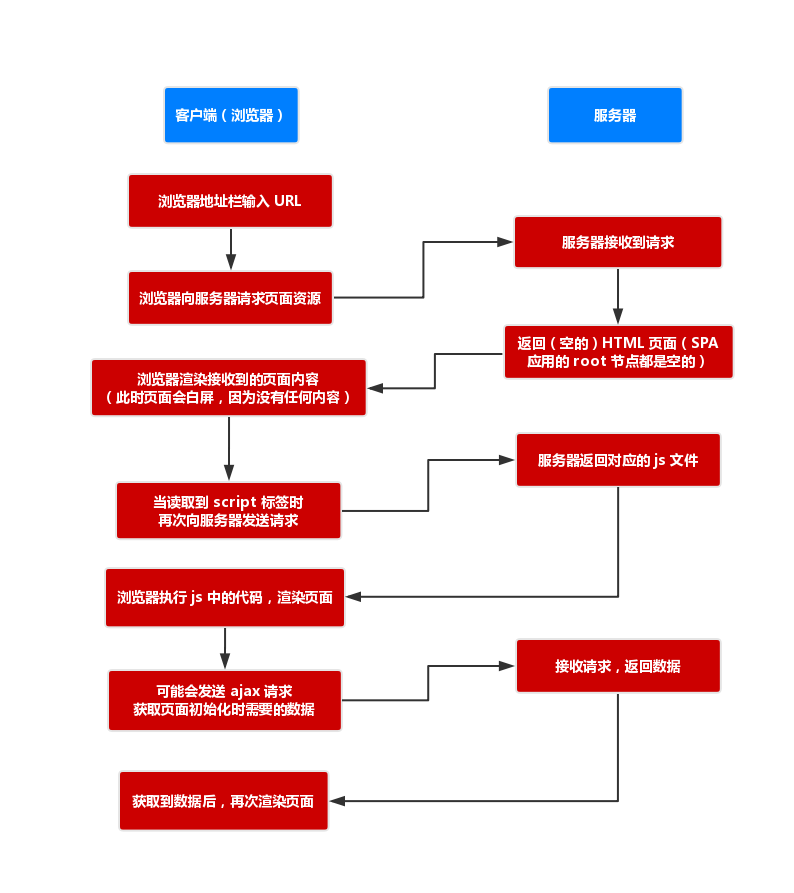 客户端（浏览器）
服务器
浏览器地址栏输入 URL
浏览器向服务器请求页面资源
服务器接收到请求
返回（空的）HTML 页面（SPA
应用的 root 节点都是空的）
浏览器渲染接收到的页面内容
（此时页面会白屏，因为没有任何内容）
当读取到 script 标签时
再次向服务器发送请求
服务器返回对应的 js 文件
浏览器执行 js 中的代码，渲染页面
可能会发送 ajax 请求
获取页面初始化时需要的数据
接收请求，返回数据
获取到数据后，再次渲染页面